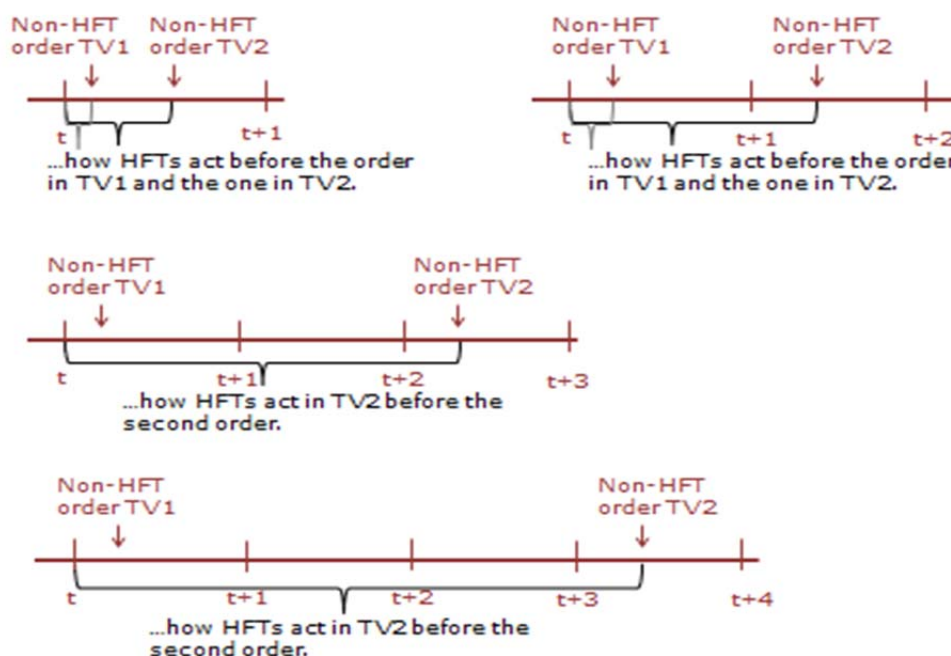 Non-HFT Non-HFT
order TV1 order TV2
t t+1
...how HFTs act before the order
in TV1 and the one in TV2.
Non-HFT Non-HFT
order TV1 order TV2
t t+1 t+2
...how HFTs act before the order
in TV1 and the one in TV2.
Non-HFT Non-HFT
order TV1 order TV2
t t+1 t+2 t+3
...how HFTs act in TV2 before the
second order.
Non-HFT Non-HFT
order TV1 order TV2
t t+1 t+2 t+3 t+4
...how HFTs act in TV2 before the
second order.